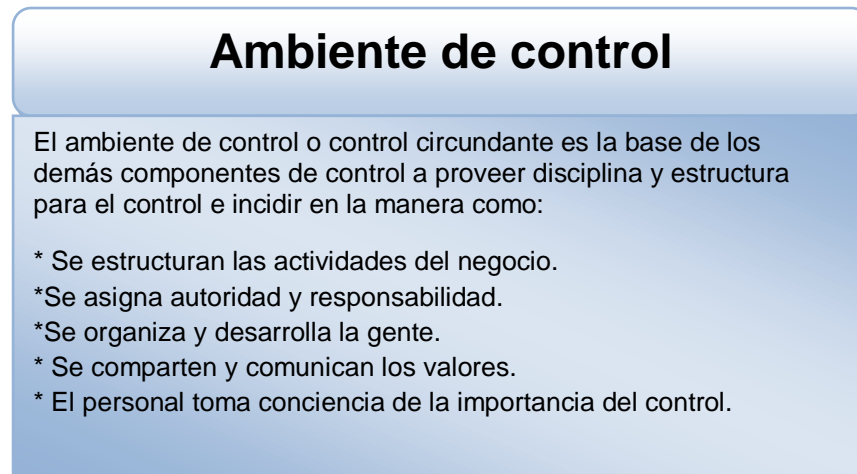 Ambiente de control
El ambiente de control o control circundante es la base de los
demás componentes de control a proveer disciplina y estructura
para el control e incidir en la manera como:
* Se estructuran las actividades del negocio.
*Se asigna autoridad y responsabilidad.
*Se organiza y desarrolla la gente.
* Se comparten y comunican los valores.
* El personal toma conciencia de la importancia del control.